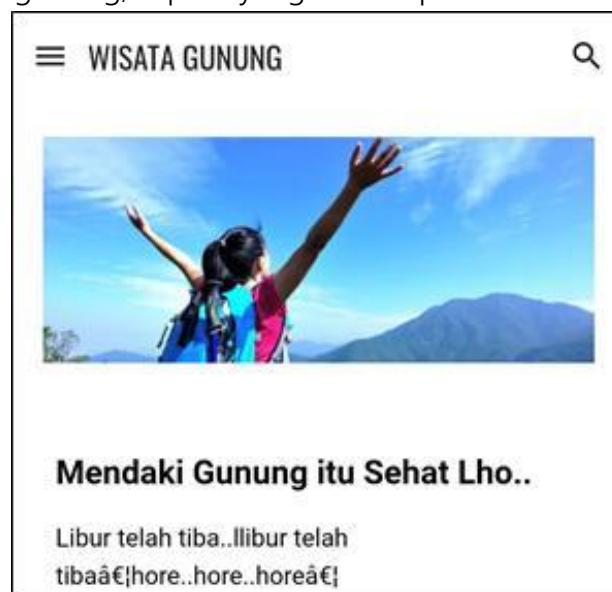 WISATA GUNUNG
Mendaki Gunung itu Sehat Lho..
Libur telah tiba..llibur telah
tibaâ€¦hore..hore..horeâ€¦